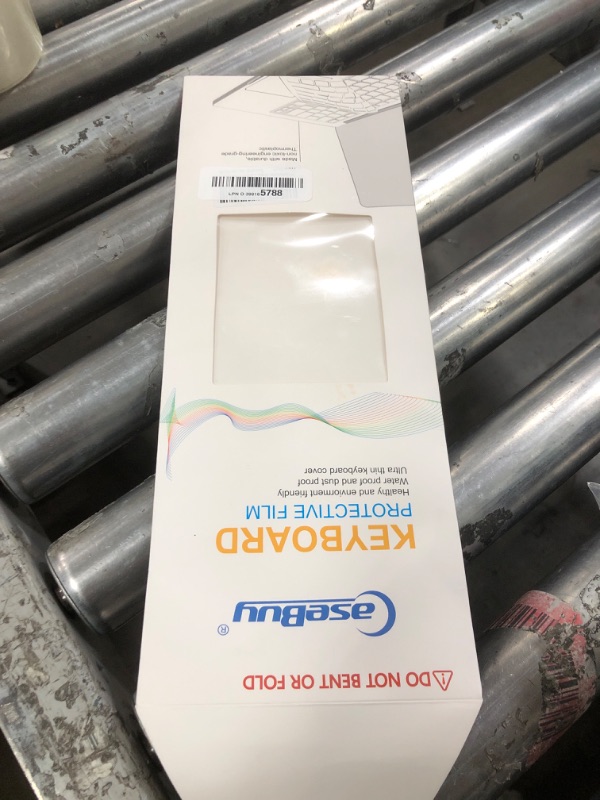 ⚠ DO NOT BENT OR FOLD
CaseBuy®
KEYBOARD
PROTECTIVE FILM
Healthy and enviorment friendly
Water proof and dust proof
Ultra thin keyboard cover
5788
Made with durable,
non-toxic engineering-grade
Thermoplastic